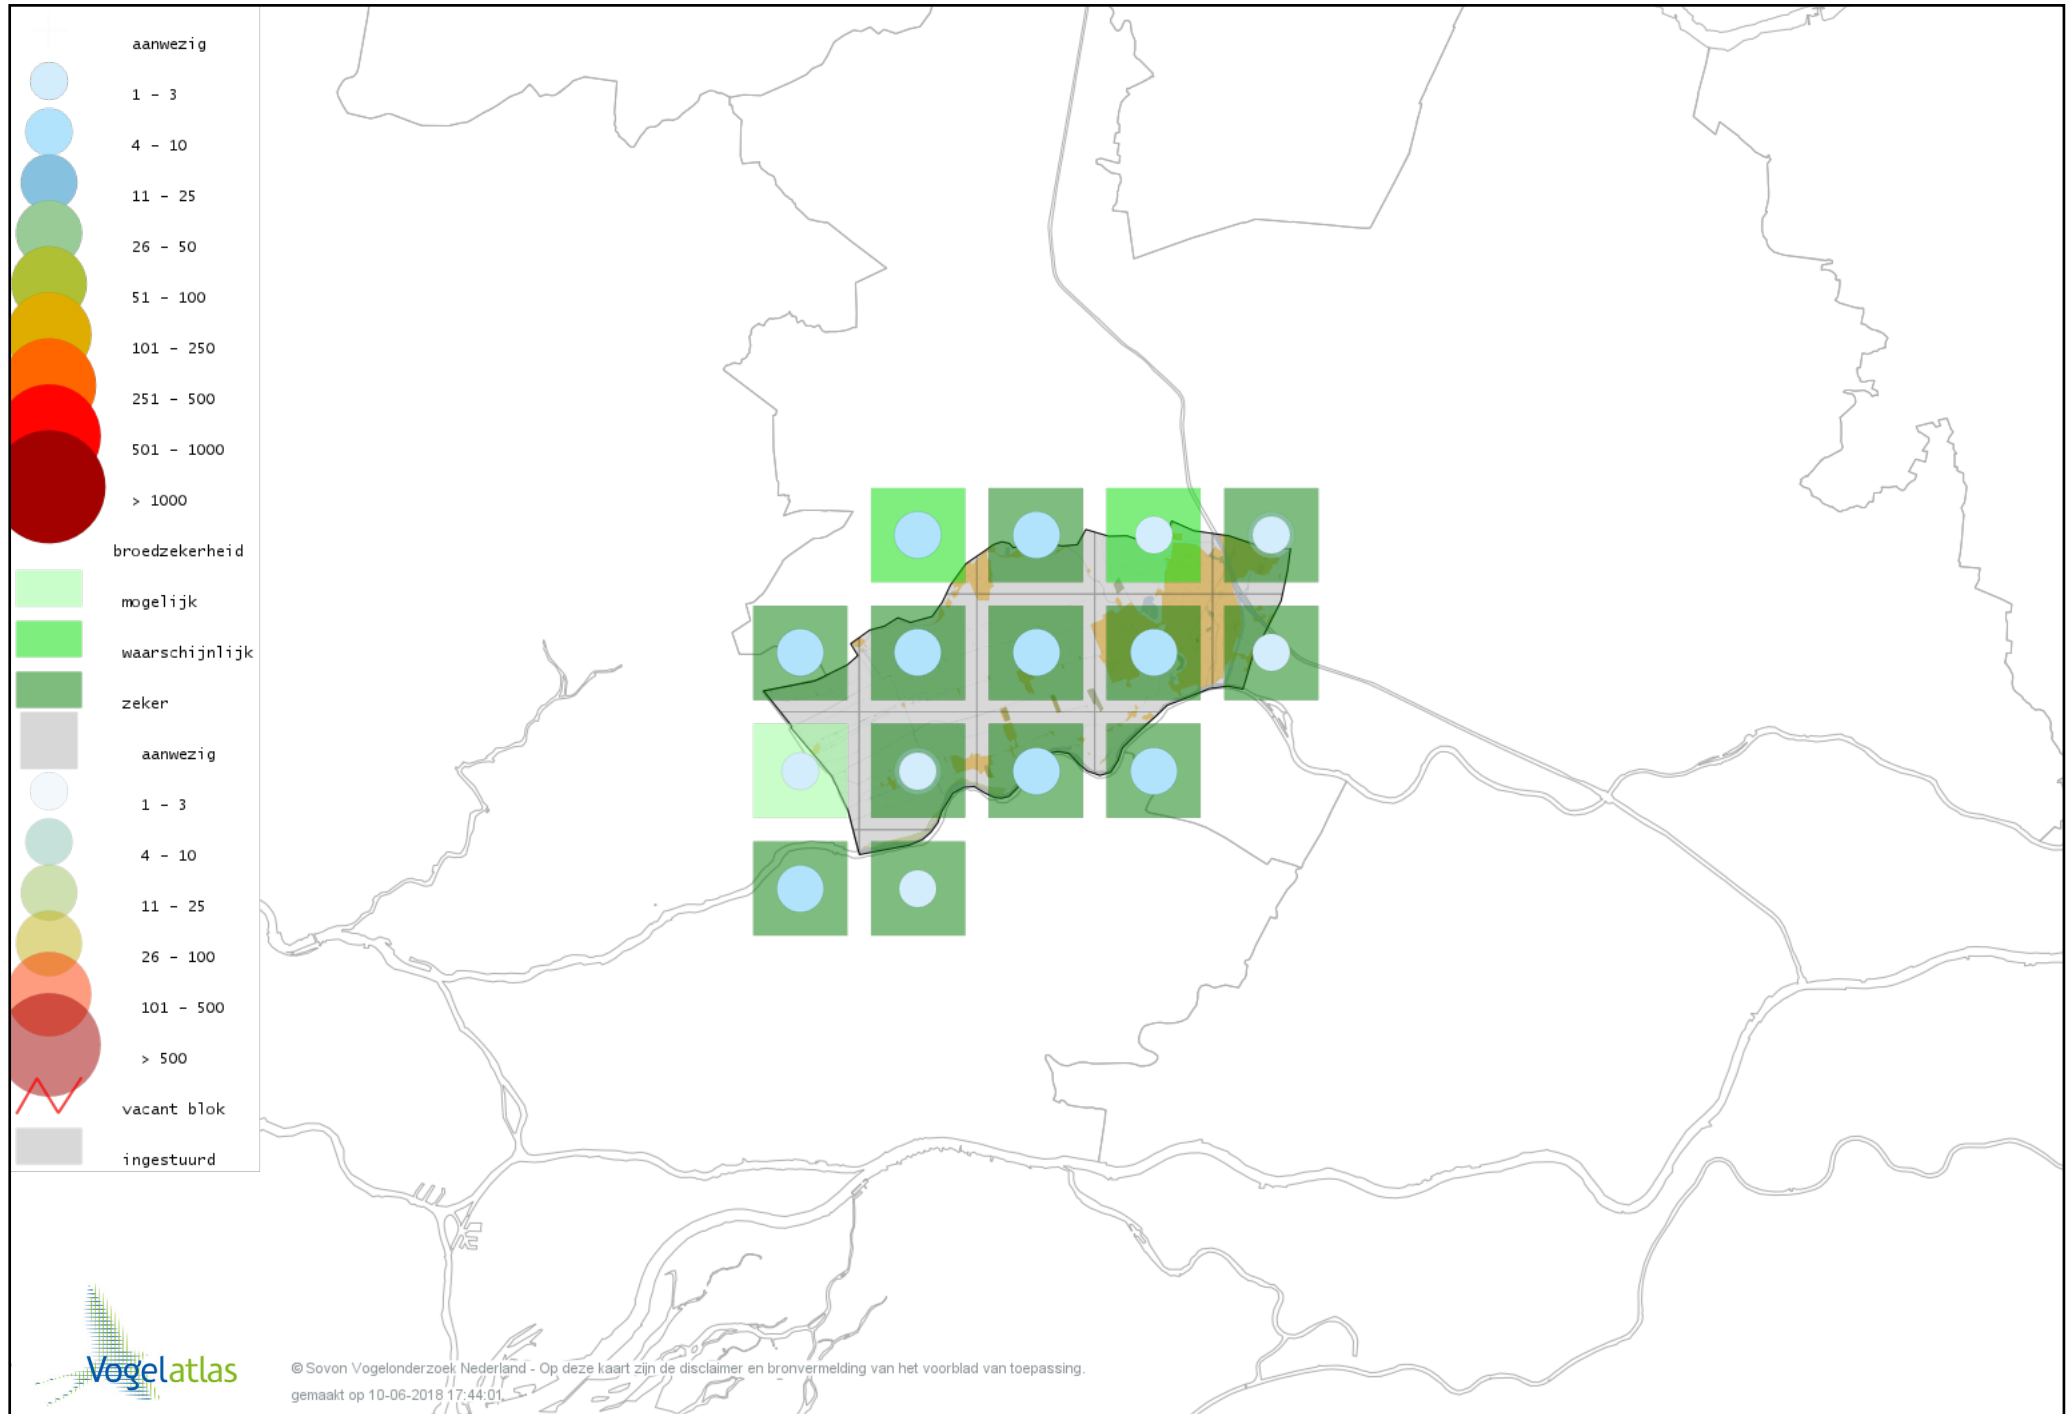 aanwezig
1 – 3
4 – 10
11 – 25
26 – 50
51 – 100
101 – 250
251 – 500
501 – 1000
> 1000
broedzekerheid
mogelijk
waarschijnlijk
zeker
aanwezig
1 – 3
4 – 10
11 – 25
26 – 100
101 – 500
> 500
vacant blok
ingestuurd
Vogelatlas
© Sovon Vogelonderzoek Nederland - Op deze kaart zijn de disclaimer en bronvermelding van het voorblad van toepassing.
gemaakt op 10-06-2018 17:44:01